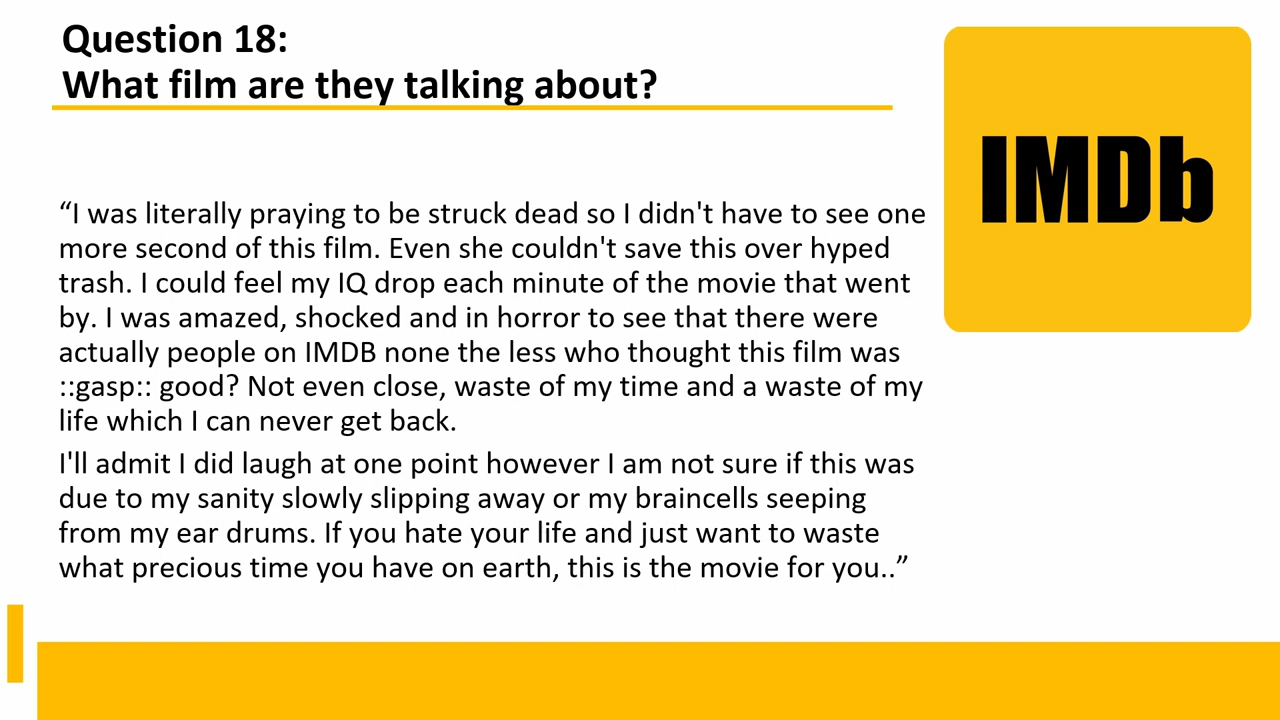 Question 18:
What film are they talking about?
IMDb
“I was literally praying to be struck dead so I didn't have to see one
more second of this film. Even she couldn't save this over hyped
trash. I could feel my IQ drop each minute of the movie that went
by. I was amazed, shocked and in horror to see that there were
actually people on IMDB none the less who thought this film was
::gasp:: good? Not even close, waste of my time and a waste of my
life which I can never get back.
I'll admit I did laugh at one point however I am not sure if this was
due to my sanity slowly slipping away or my braincells seeping
from my ear drums. If you hate your life and just want to waste
what precious time you have on earth, this is the movie for you..”